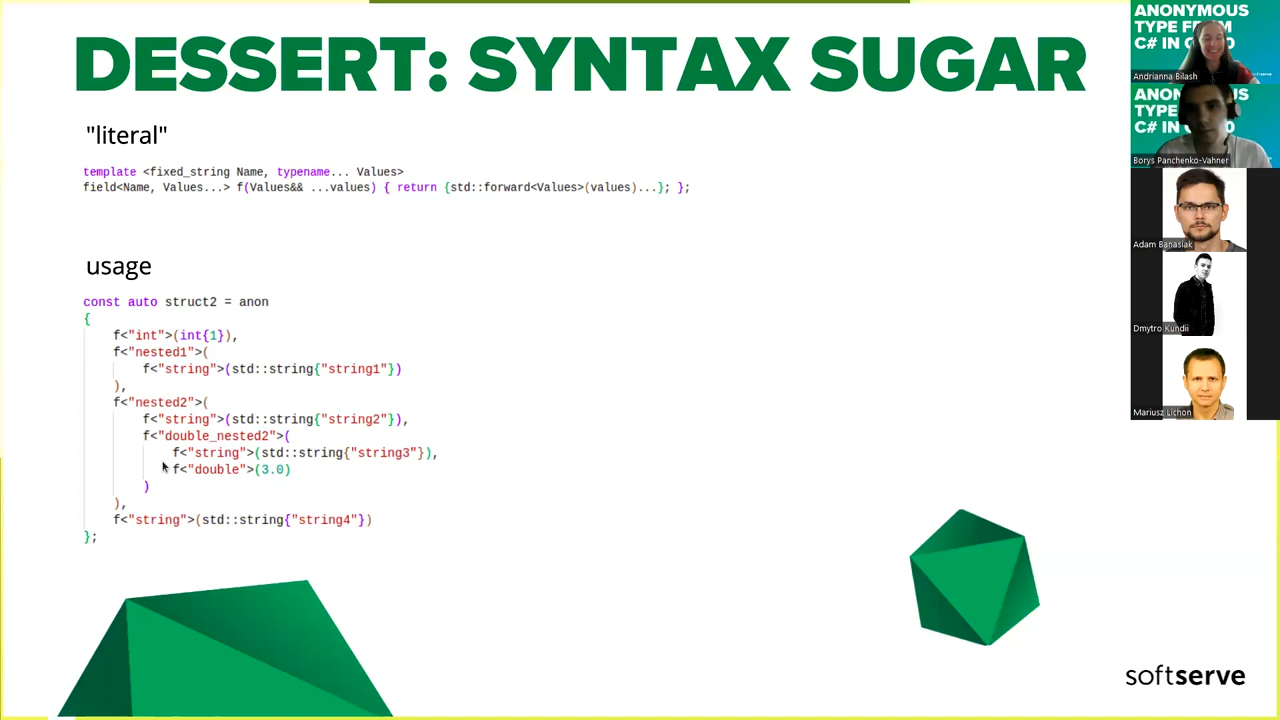 DESSERT: SYNTAX SUGAR
"literal"
template <fixed_string Name, typename... Values>
field<Name, Values...> f(Values&& ...values) { return {std::forward<Values>(values)...}; };
usage
const auto struct2 = anon
{
f<"int">(int{1}),
f<"nested1">(
f<"string">(std::string{"string1"})
),
f<"nested2">(
f<"string">(std::string{"string2"}),
f<"double_nested2">(
f<"string">(std::string{"string3"}),
f<"double">(3.0)
)
),
f<"string">(std::string{"string4"})
};
softserve
ANONYMOUS
TYPE
C# IN
Andrianna Bilash
Borys Panchenko-Vahner
Adam Banasiak
Dmytro Kundii
Mariusz Lichon